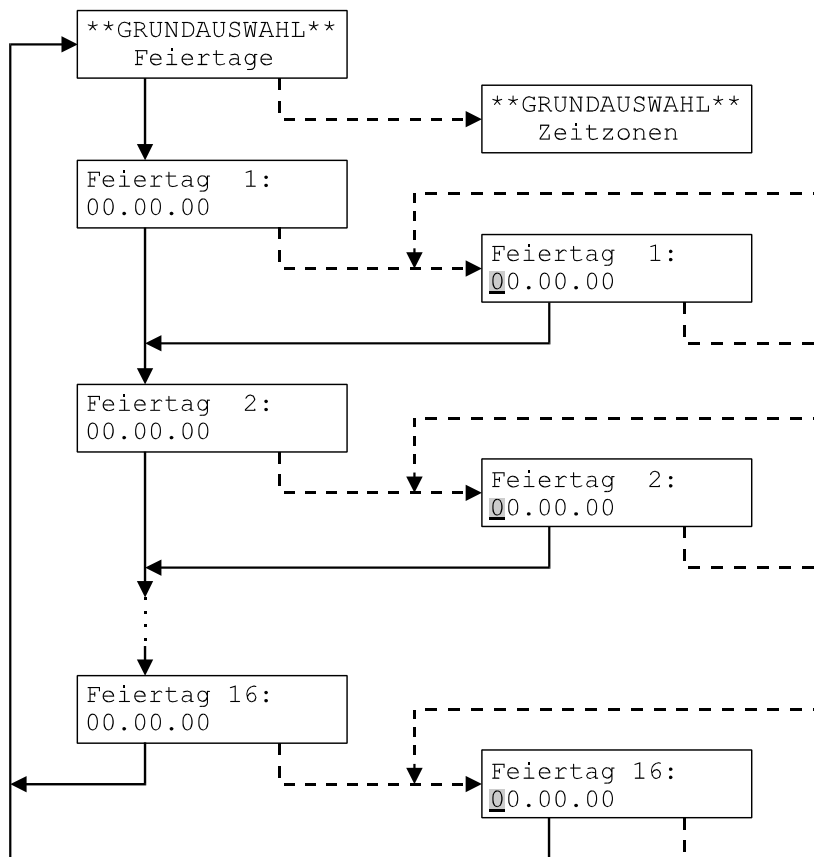 **GRUNDAUSWAHL**
Feiertage
**GRUNDAUSWAHL**
Zeitzonen
Feiertag  1:
00.00.00
Feiertag  1:
00.00.00
Feiertag  2:
00.00.00
Feiertag  2:
00.00.00
Feiertag 16:
00.00.00
Feiertag 16:
00.00.00